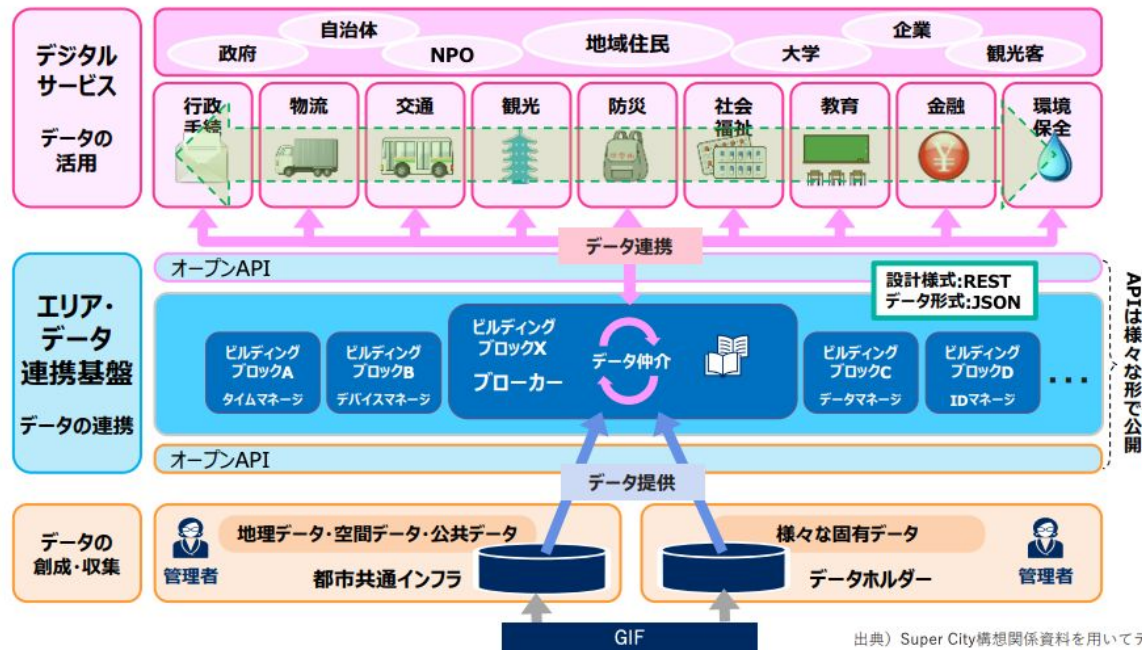 デジタル
サービス
データの
活用
政府
自治体
NPO
地域住民
大学
企業
観光客
行政
手続
物流
交通
観光
防災
社会
福祉
教育
金融
環境
保全
データ連携
エリア・
データ
連携基盤
データの連携
オープンAPI
設計様式:REST
データ形式:JSON
ビルディング
ブロックA
タイムマネージ
ビルディング
ブロックB
デバイスマネージ
ビルディング
ブロックX
ブローカー
データ仲介
ビルディング
ブロックC
データマネージ
ビルディング
ブロックD
IDマネージ
...
オープンAPI
APIは様々な形で公開
データ提供
データの
創成・収集
管理者
地理データ・空間データ・公共データ
都市共通インフラ
様々な固有データ
データホルダー
管理者
GIF
出典）Super City構想関係資料を用いてデ